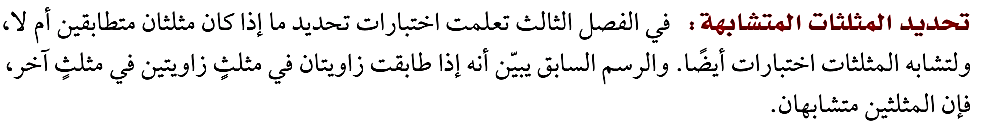 تحديد المثلثات المتشابهة: في الفصل الثالث تعلمت اختبارات تحديد ما إذا كان مثلثان متطابقين أم لا،
ولتشابه المثلثات اختبارات أيضًا. والرسم السابق يبيّن أنه إذا طابقت زاويتان في مثلثٍ زاويتين في مثلثٍ آخر،
فإن المثلثين متشابهان.